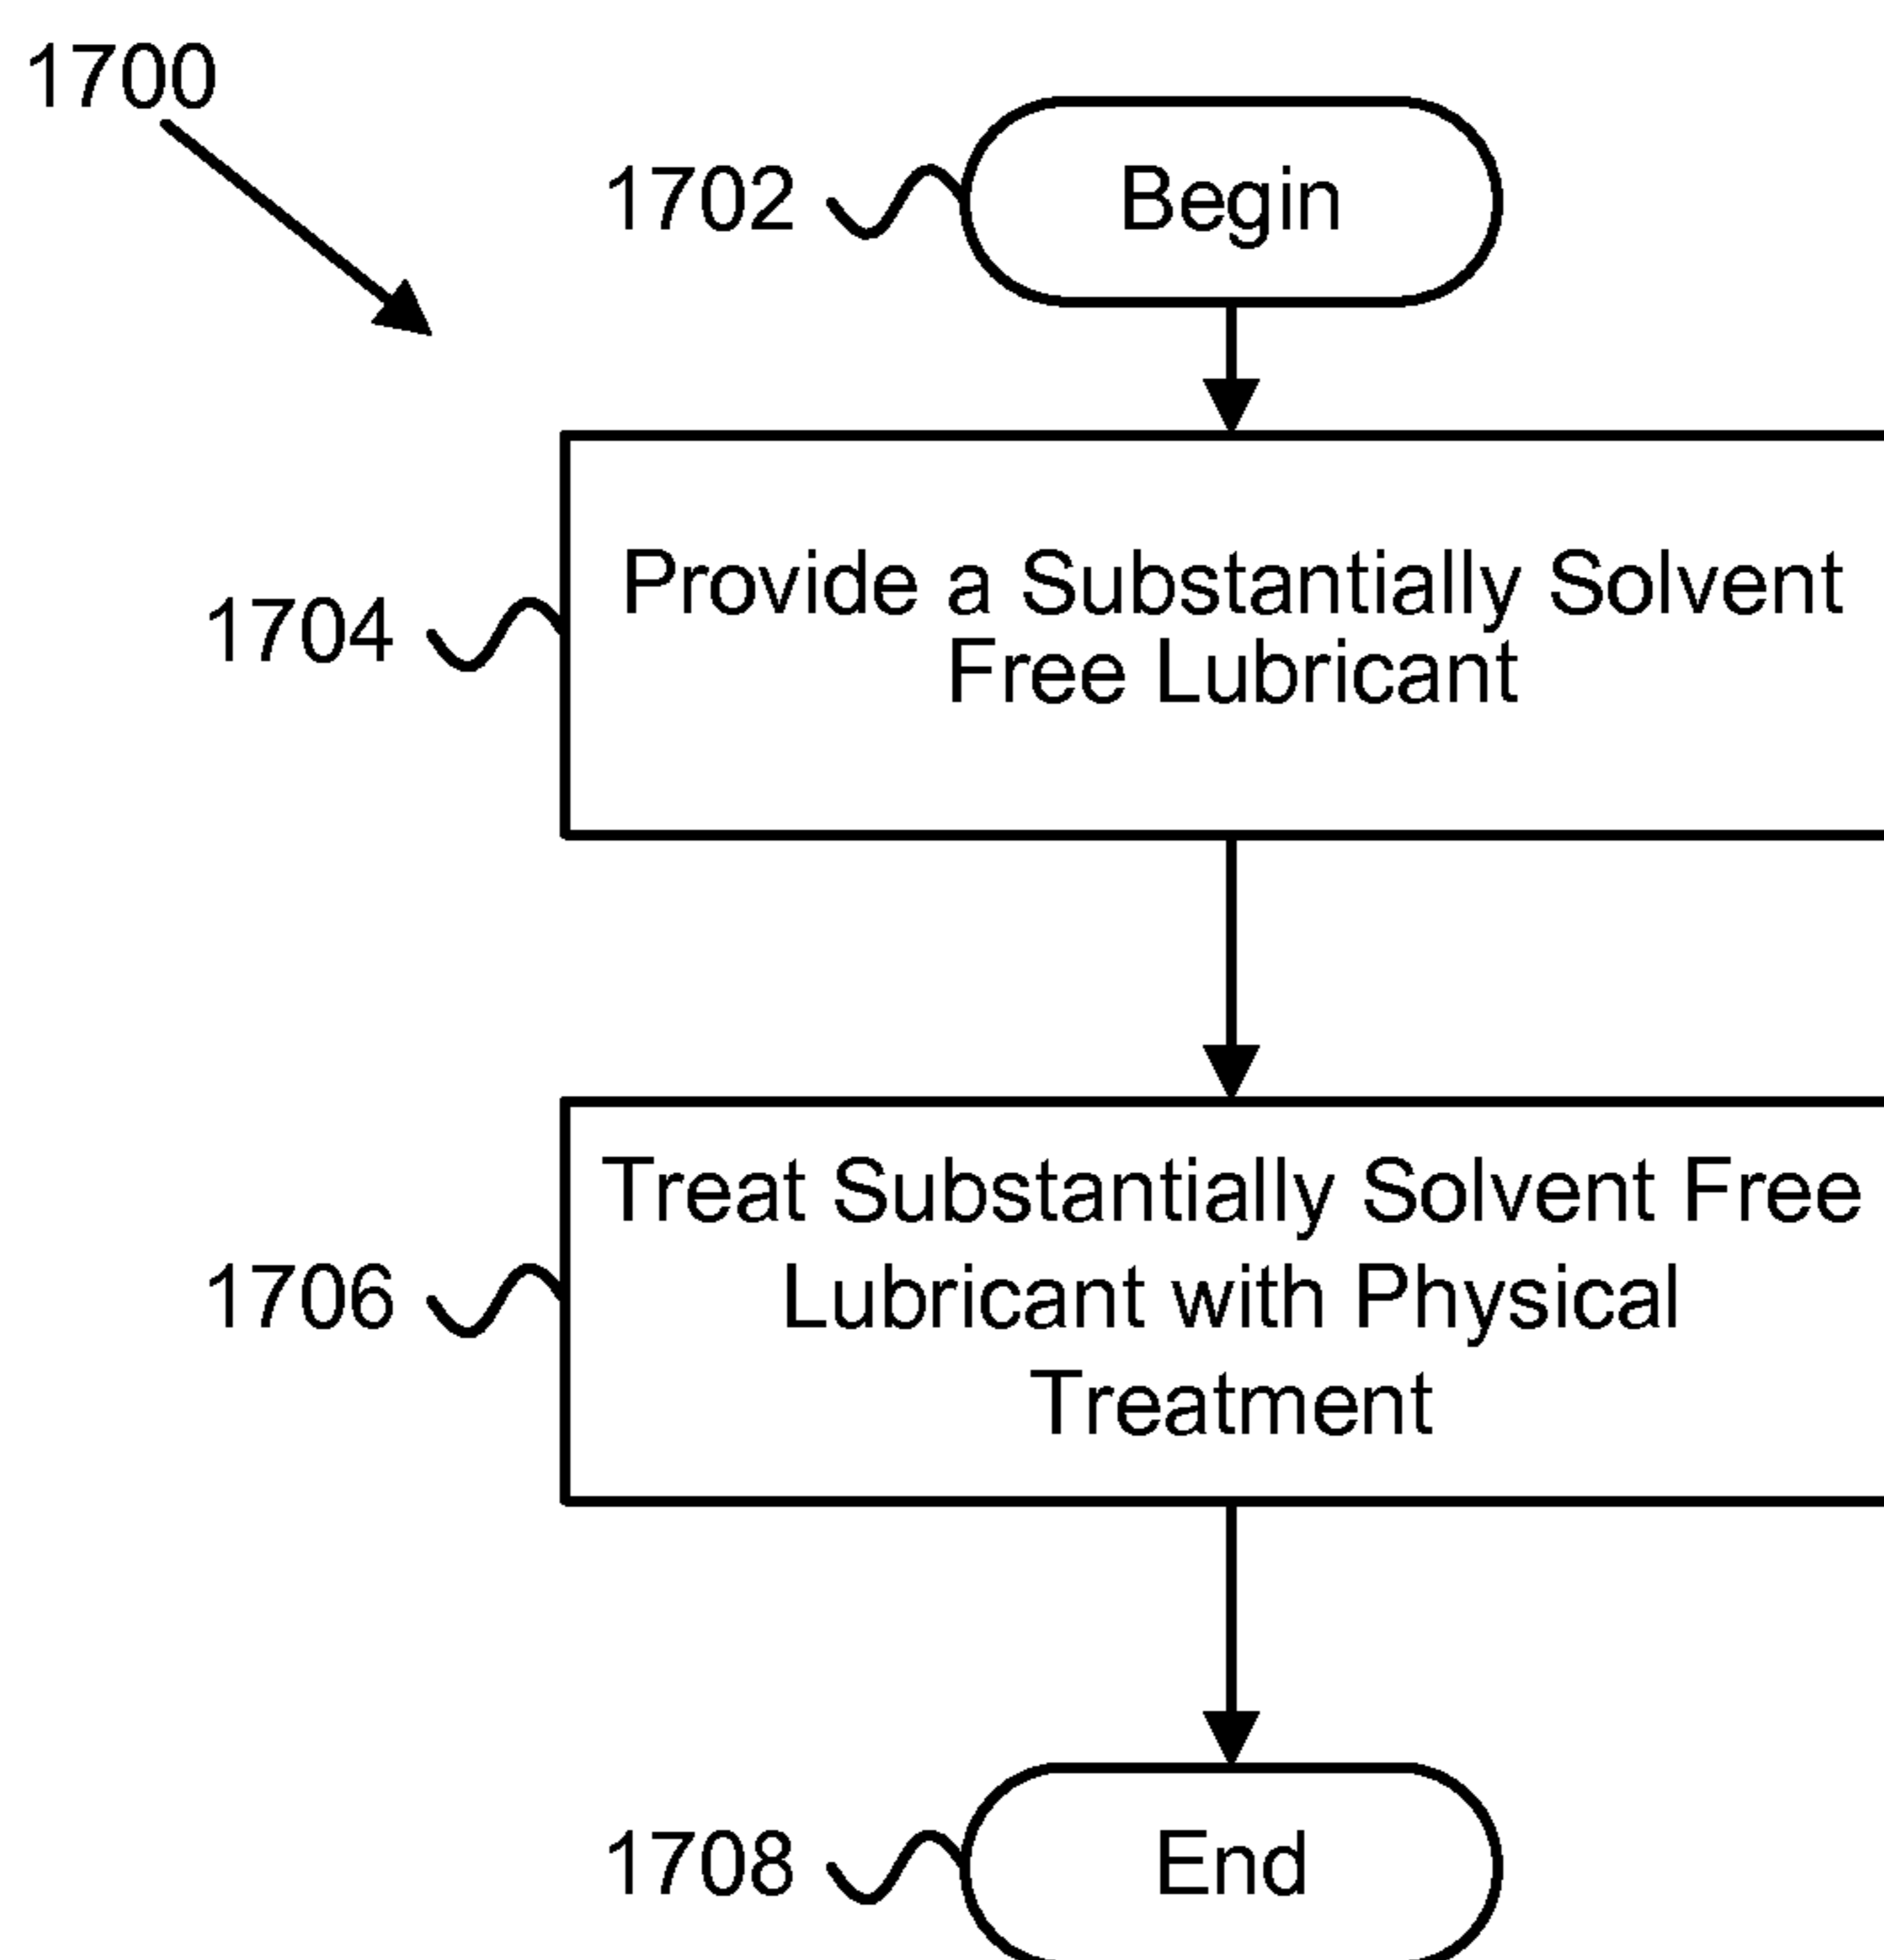 1700
1702
Begin
1704
Provide a Substantially Solvent
Free Lubricant
1706
Treat Substantially Solvent Free
Lubricant with Physical
Treatment
1708
End